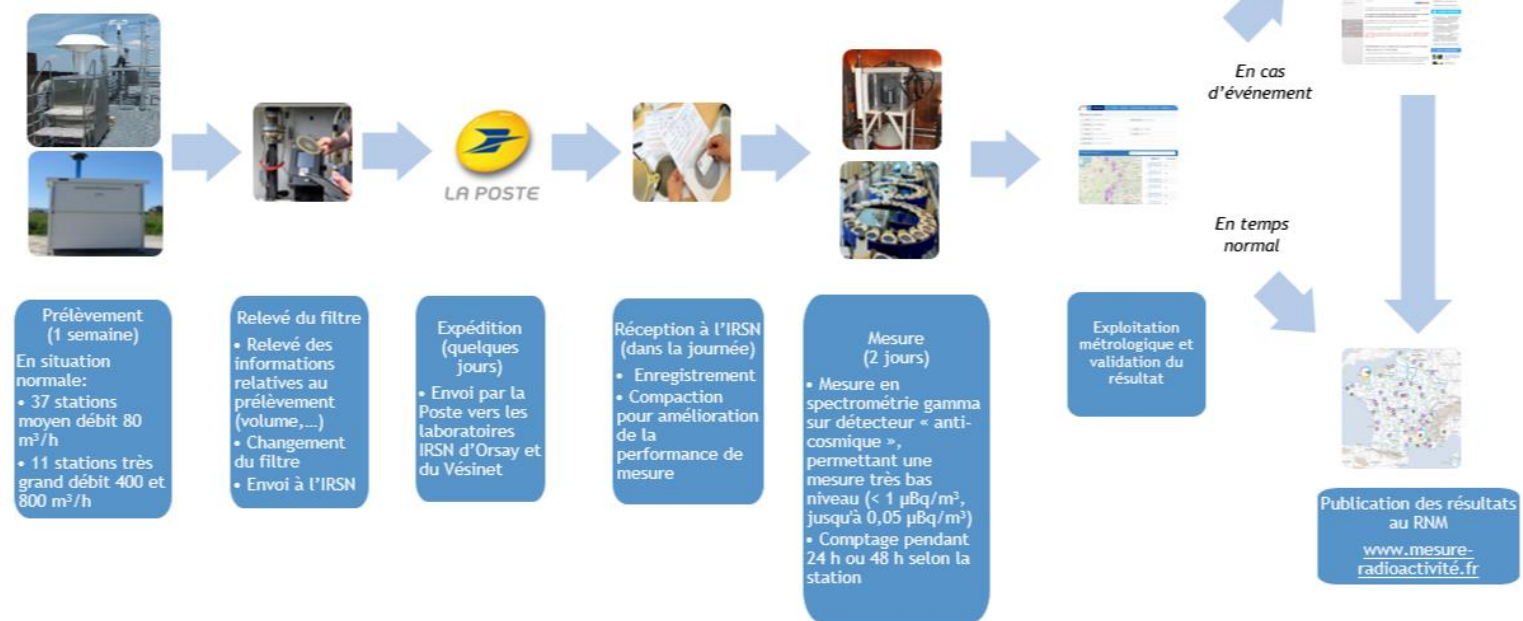 En cas
d'événement
LA POSTE
En temps
normal
Prélèvement
(1 semaine)
En situation
normale:
• 37 stations
moyen débit 80
m³/h
• 11 stations très
grand débit 400 et
800 m³/h
Relevé du filtre
• Relevé des
informations
relatives au
prélèvement
(volume,…)
• Changement
du filtre
• Envoi à l'IRSN
Expédition
(quelques
jours)
• Envoi par la
Poste vers les
laboratoires
IRSN d'Orsay et
du Vésinet
Réception à l'IRSN
(dans la journée)
• Enregistrement
• Compaction
pour amélioration
de la
performance de
mesure
Mesure
(2 jours)
• Mesure en
spectrométrie gamma
sur détecteur « anti-
cosmique »,
permettant une
mesure très bas
niveau (< 1 µBq/m³,
jusqu'à 0,05 µBq/m³)
• Comptage pendant
24 h ou 48 h selon la
station
Exploitation
métrologique et
validation du
résultat
Publication des résultats
au RNM
www.mesure-
radioactivité.fr